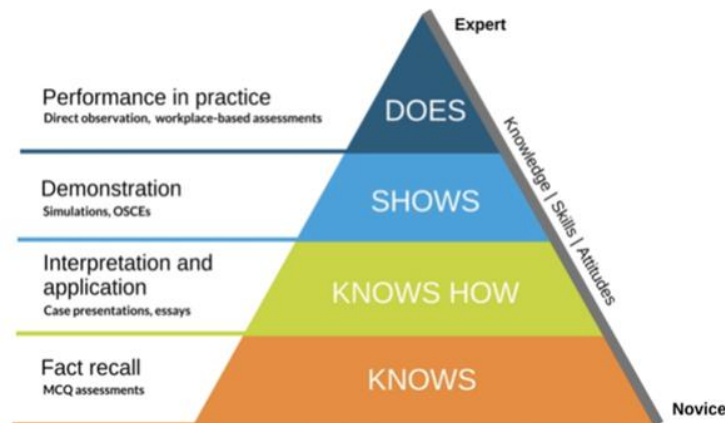 Expert
Performance in practice
Direct observation, workplace-based assessments
DOES
Knowledge | Skills | Attitudes
Demonstration
Simulations, OSCEs
SHOWS
Interpretation and
application
Case presentations, essays
KNOWS HOW
Fact recall
MCQ assessments
KNOWS
Novice